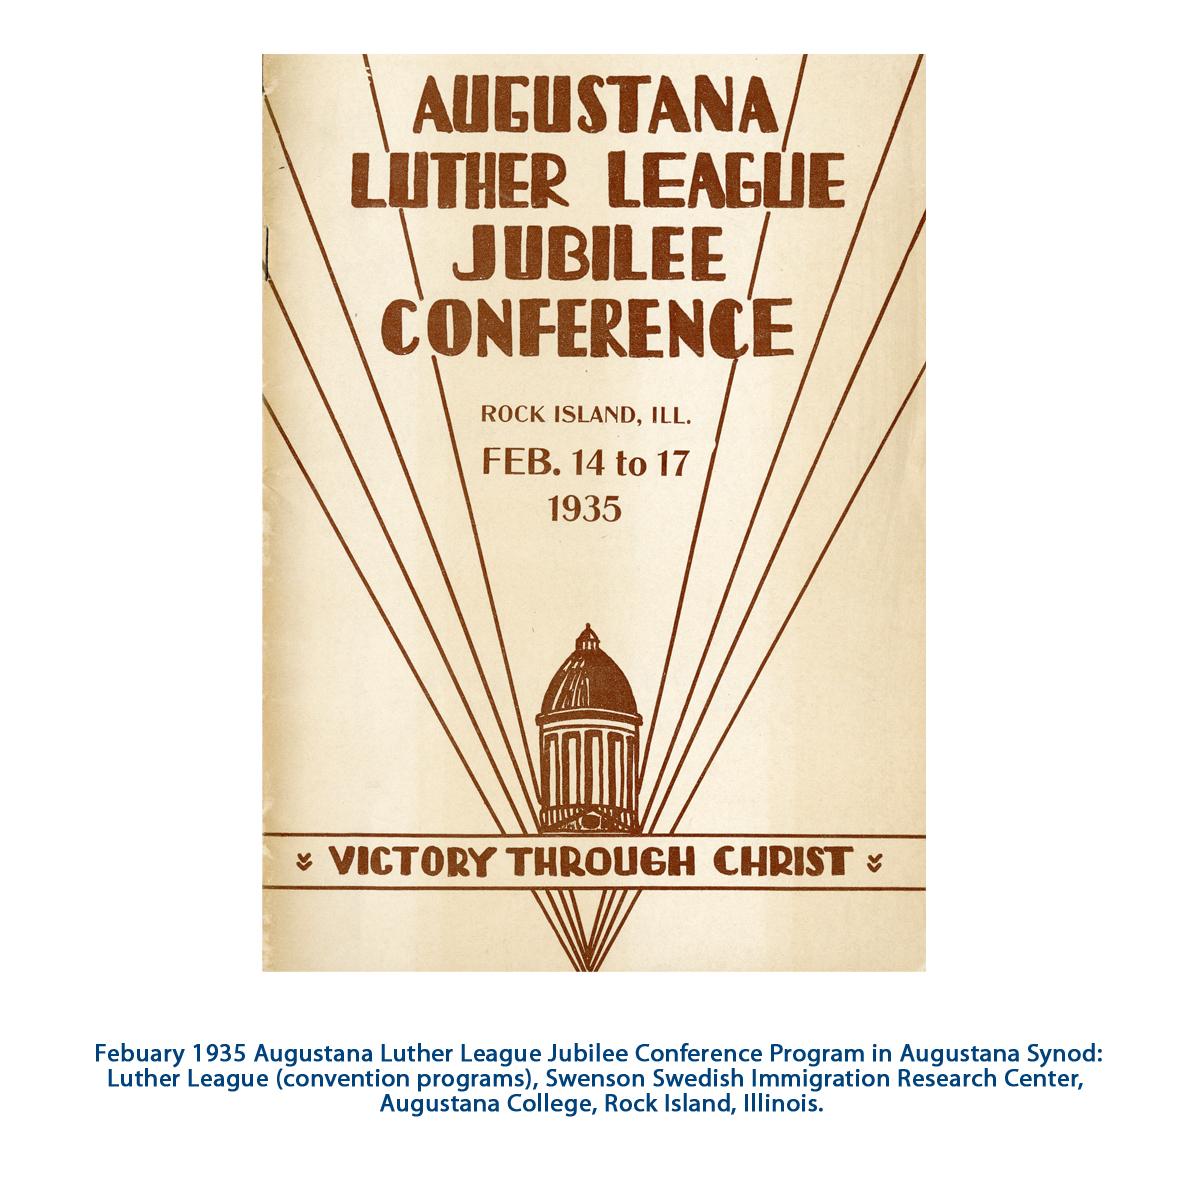 AUGUSTANA
LUTHER LEAGUE
JUBILEE
CONFERENCE
ROCK ISLAND, ILL.
FEB. 14 to 17
1935
VICTORY THROUGH CHRIST
Febuary 1935 Augustana Luther League Jubilee Conference Program in Augustana Synod:
Luther League (convention programs), Swenson Swedish Immigration Research Center,
Augustana College, Rock Island, Illinois.